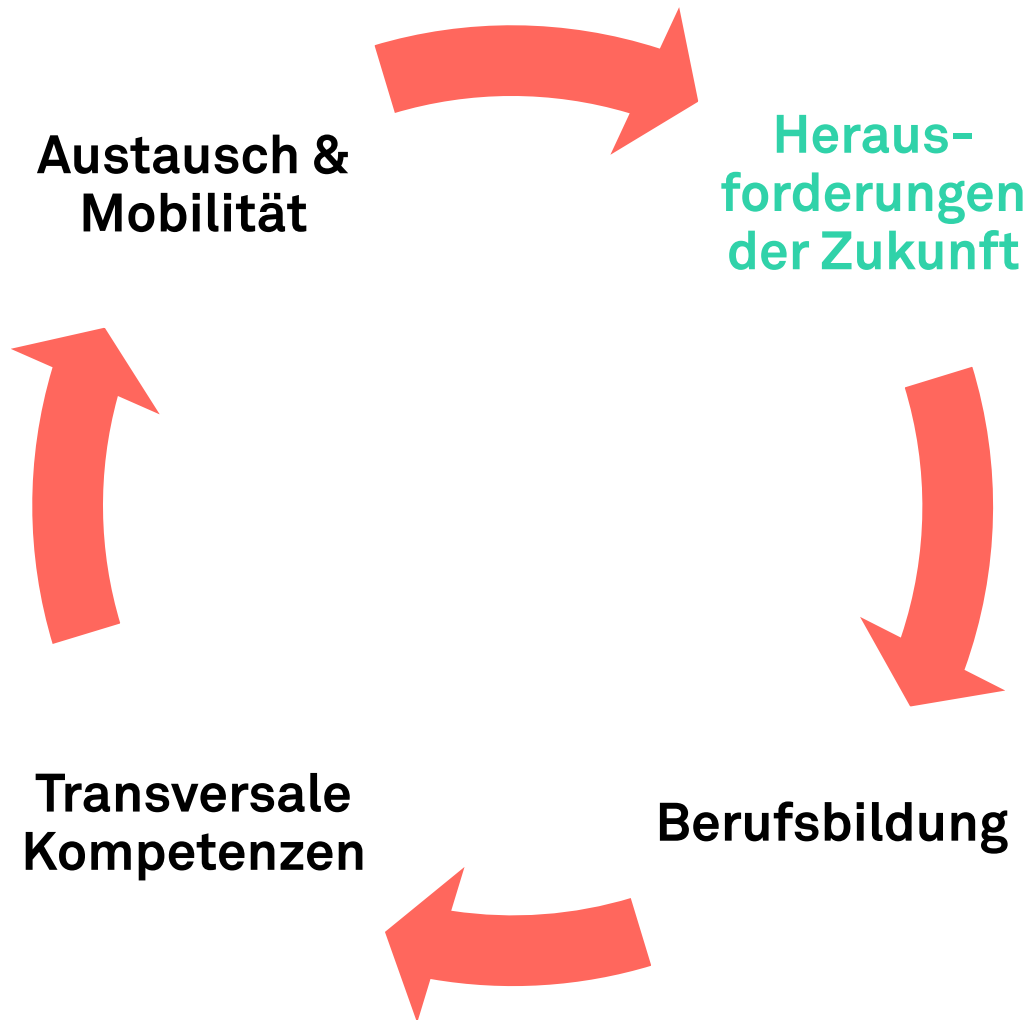 Austausch &
Mobilität
Heraus-
forderungen
der Zukunft
Transversale
Kompetenzen
Berufsbildung